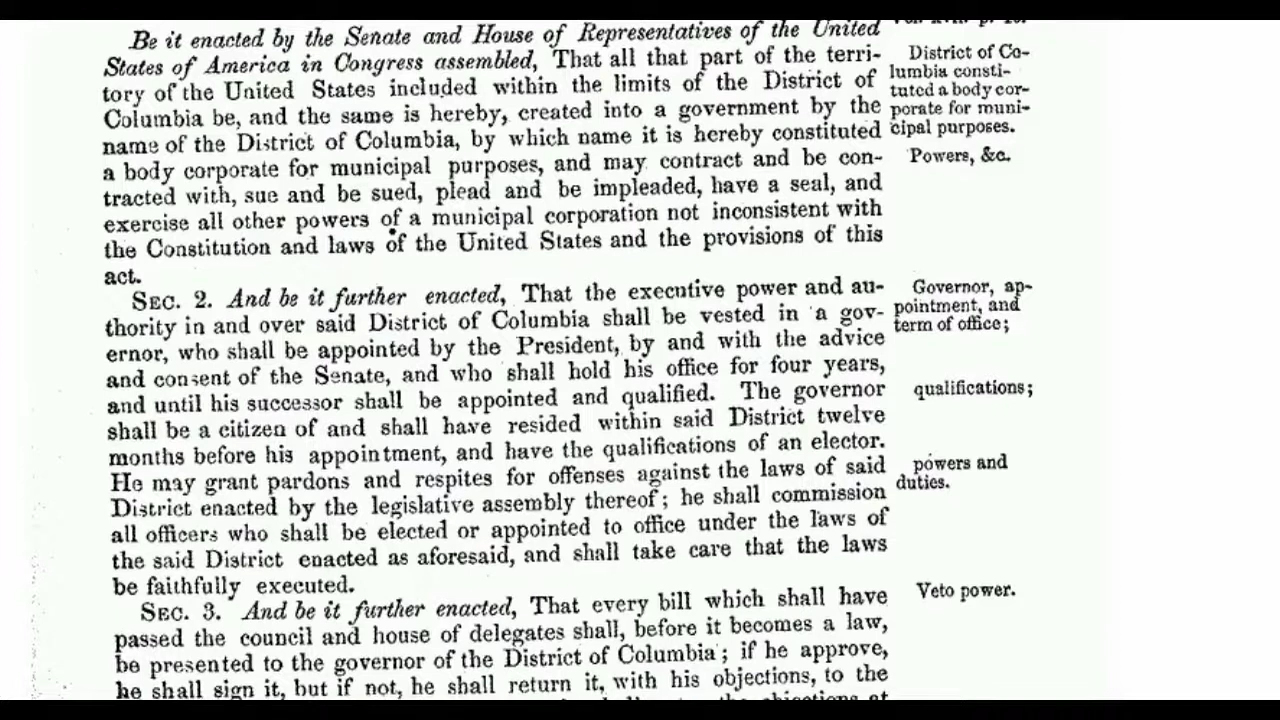 Be it enacted by the Senate and House of Representatives of the United
States of America in Congress assembled, That all that part of the terri-
tory of the United States included within the limits of the District of
Columbia be, and the same is hereby, created into a government by the
name of the District of Columbia, by which name it is hereby constituted
a body corporate for municipal purposes, and may contract and be con-
tracted with, sue and be sued, plead and be impleaded, have a seal, and
exercise all other powers of a municipal corporation not inconsistent with
the Constitution and laws of the United States and the provisions of this
act.
District of Co-
lumbia consti-
tuted a body cor-
porate for muni-
cipal purposes.
Powers, &c.
SEC. 2. And be it further enacted, That the executive power and au-
thority in and over said District of Columbia shall be vested in a gov-
ernor, who shall be appointed by the President, by and with the advice
and consent of the Senate, and who shall hold his office for four years,
and until his successor shall be appointed and qualified. The governor
shall be a citizen of and shall have resided within said District twelve
months before his appointment, and have the qualifications of an elector.
He may grant pardons and respites for offenses against the laws of said
District enacted by the legislative assembly thereof; he shall commission
all officers who shall be elected or appointed to office under the laws of
the said District enacted as aforesaid, and shall take care that the laws
be faithfully executed.
Governor, ap-
pointment, and
term of office;
qualifications;
powers and
duties.
SEC. 3. And be it further enacted, That every bill which shall have
passed the council and house of delegates shall, before it becomes a law,
be presented to the governor of the District of Columbia; if he approve,
he shall sign it, but if not, he shall return it, with his objections, to the
Veto power.